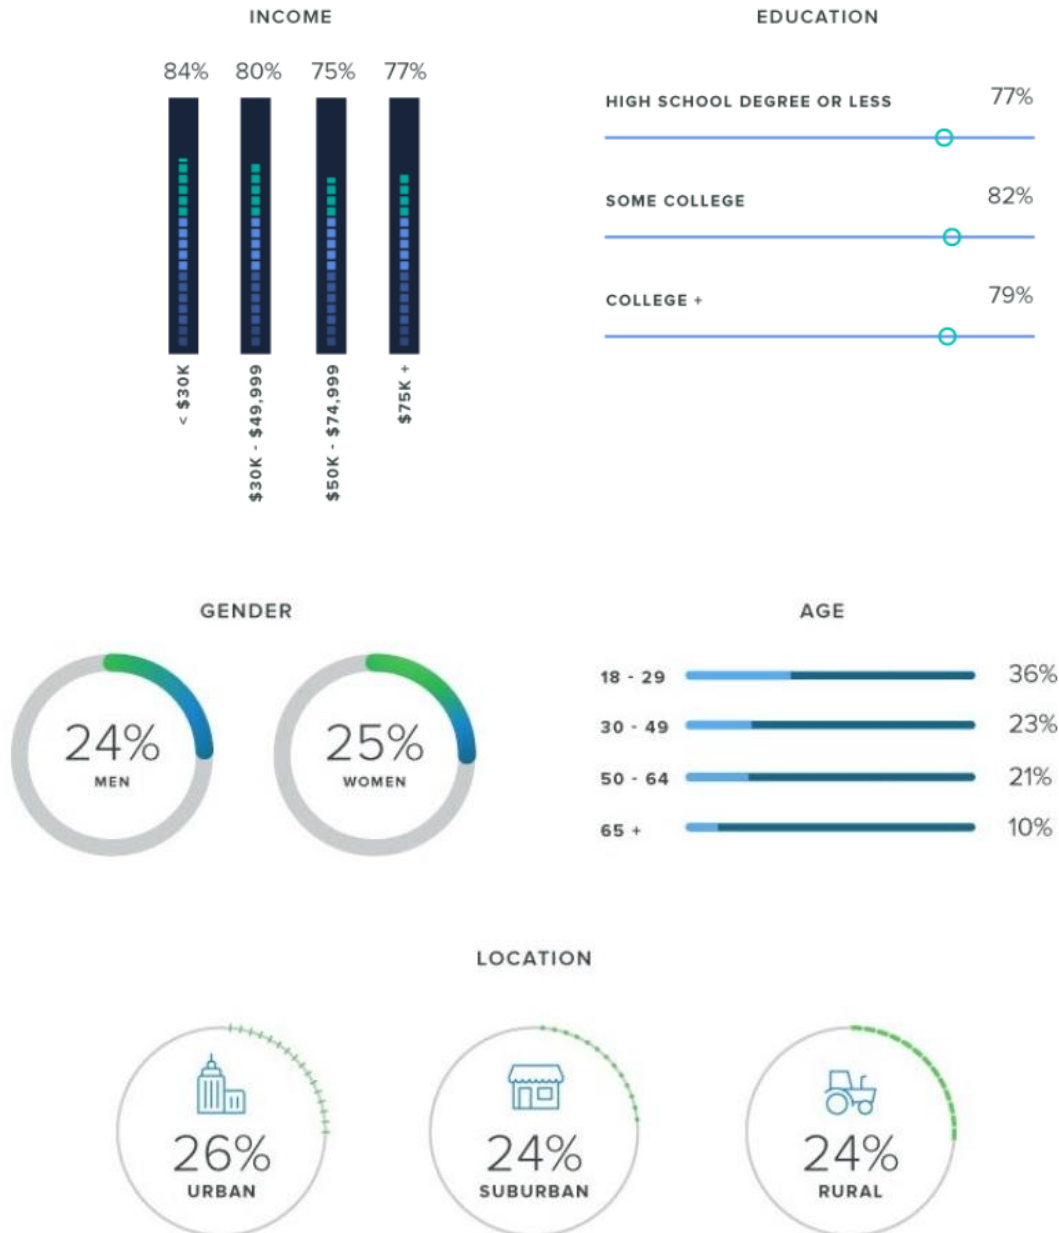 INCOME
84% 80% 75% 77%
< $30K
$30K - $49,999
$50K - $74,999
$75K +
EDUCATION
HIGH SCHOOL DEGREE OR LESS 77%
SOME COLLEGE 82%
COLLEGE + 79%
GENDER
24%
MEN
25%
WOMEN
AGE
18 - 29 36%
30 - 49 23%
50 - 64 21%
65 + 10%
LOCATION
26%
URBAN
24%
SUBURBAN
24%
RURAL